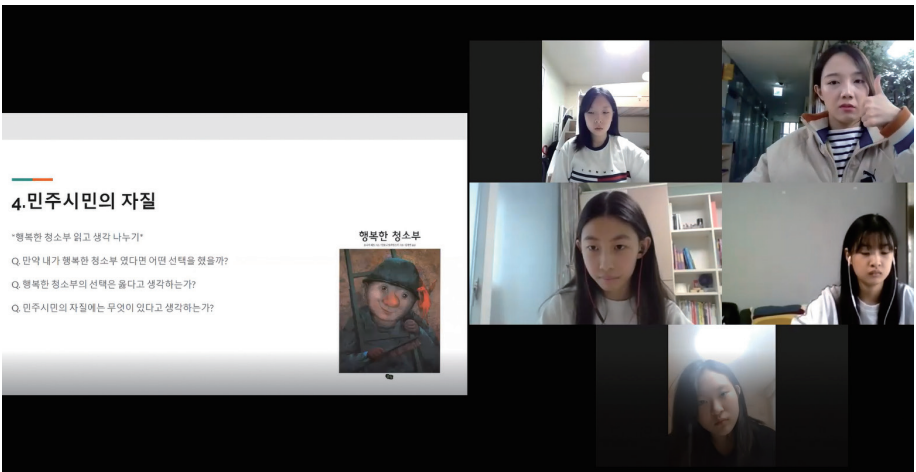 4.민주시민의 자질
"행복한 청소부 읽고 생각 나누기"
Q. 만약 내가 행복한 청소부 였다면 어떤 선택을 했을까?
Q. 행복한 청소부의 선택은 옳다고 생각하는가?
Q. 민주시민의 자질에는 무엇이 있다고 생각하는가?
행복한 청소부